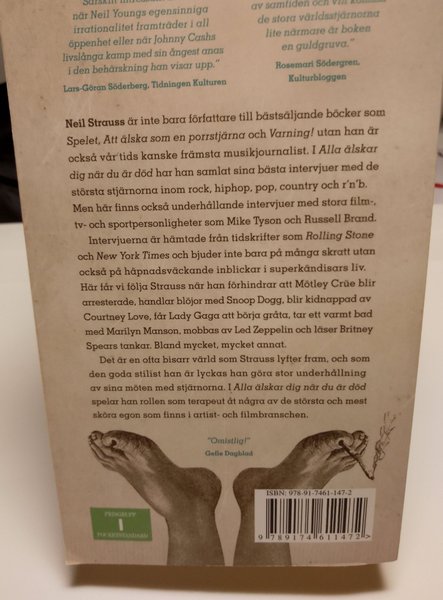 när Neil Youngs egensinniga
irrationalitet framträder i all
öppenhet eller när Johnny Cashs
livslånga kamp med sin ångest anas
i den behärskning han visar upp."
Lars-Göran Söderberg, Tidningen Kulturen
av samtiden och vill komma
de stora världsstjärnorna
lite närmare är boken
en guldgruva."
Rosemari Södergren,
Kulturbloggen
Neil Strauss är inte bara författare till bästsäljande böcker som
Spelet, Att älska som en porrstjärna och Varning! utan han är
också vår tids kanske främsta musikjournalist. I Alla älskar
dig när du är död har han samlat sina bästa intervjuer med de
största stjärnorna inom rock, hiphop, pop, country och r'n'b.
Men här finns också underhållande intervjuer med stora film-,
tv- och sportpersonligheter som Mike Tyson och Russell Brand.
Intervjuerna är hämtade från tidskrifter som Rolling Stone
och New York Times och bjuder inte bara på många skratt utan
också på häpnadsväckande inblickar i superkändisars liv.
Här får vi följa Strauss när han förhindrar att Mötley Crüe blir
arresterade, handlar blöjor med Snoop Dogg, blir kidnappad av
Courtney Love, får Lady Gaga att börja gråta, tar ett varmt bad
med Marilyn Manson, mobbas av Led Zeppelin och läser Britney
Spears tankar. Bland mycket, mycket annat.
Det är en ofta bisarr värld som Strauss lyfter fram, och som
den goda stilist han är lyckas han göra stor underhållning
av sina möten med stjärnorna. I Alla älskar dig när du är död
spelar han rollen som terapeut åt några av de största och mest
sköra egon som finns i artist- och filmbranschen.
"Omistlig!"
Gefle Dagblad
ISBN: 978-91-7461-147-2
9 789174 611472>
PRISGRUPP
1